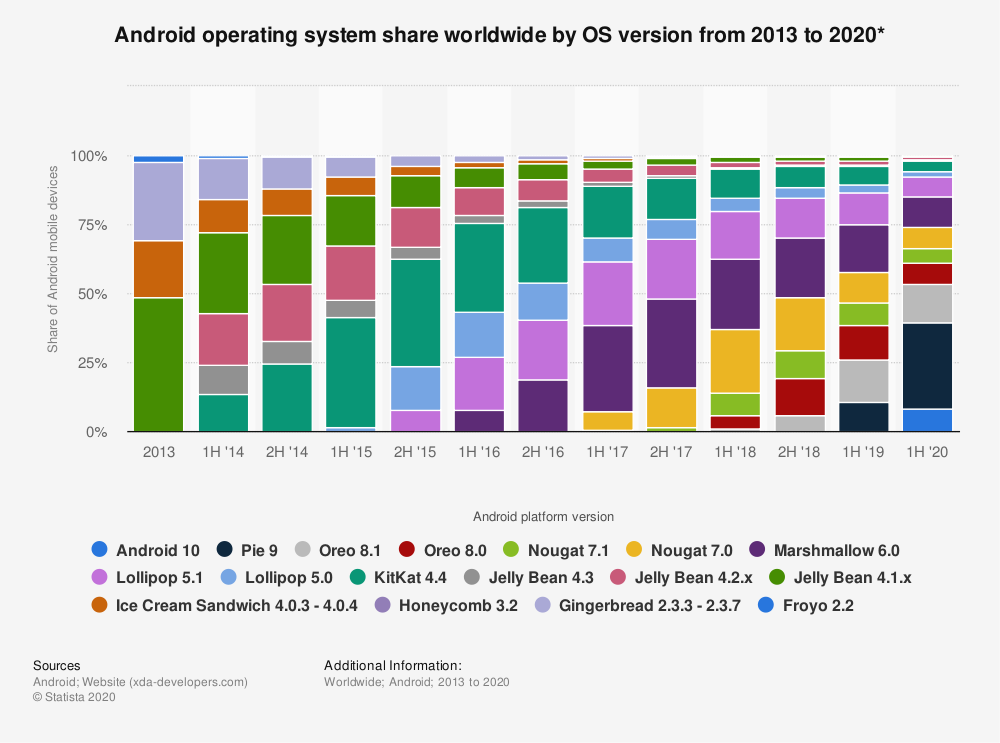 Android operating system share worldwide by OS version from 2013 to 2020*
Share of Android mobile devices
100%
75%
50%
25%
0%
2013 1H '14 2H '14 1H '15 2H '15 1H '16 2H '16 1H '17 2H '17 1H '18 2H '18 1H '19 1H '20
Android platform version
Android 10 Pie 9 Oreo 8.1 Oreo 8.0 Nougat 7.1 Nougat 7.0 Marshmallow 6.0
Lollipop 5.1 Lollipop 5.0 KitKat 4.4 Jelly Bean 4.3 Jelly Bean 4.2.x Jelly Bean 4.1.x
Ice Cream Sandwich 4.0.3 - 4.0.4 Honeycomb 3.2 Gingerbread 2.3.3 - 2.3.7 Froyo 2.2
Sources
Android; Website (xda-developers.com)
© Statista 2020
Additional Information:
Worldwide; Android; 2013 to 2020